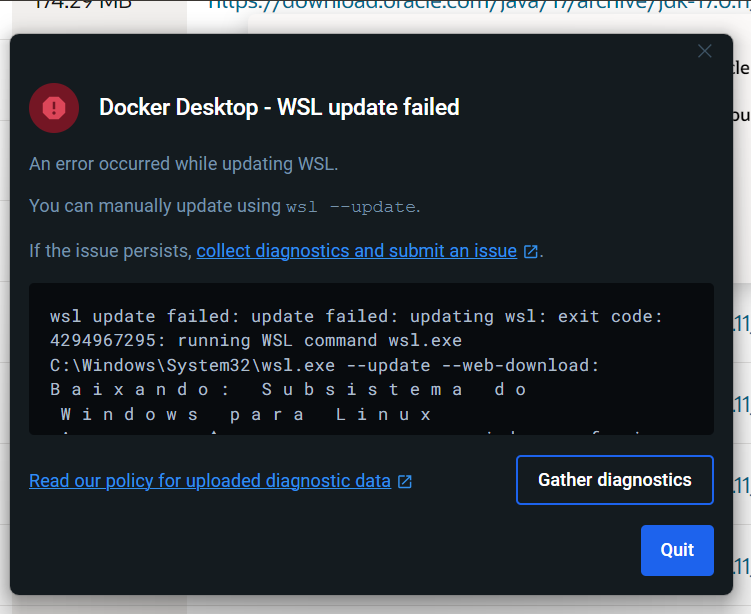 174.29 MB
https://download.oracle.com/java/17/archive/jdk-17.0.
Docker Desktop - WSL update failed
An error occurred while updating WSL.
You can manually update using wsl --update.
If the issue persists, collect diagnostics and submit an issue.
wsl update failed: update failed: updating wsl: exit code:
4294967295: running WSL command wsl.exe
C:\Windows\System32\wsl.exe --update --web-download:
B a i x a n d o :   S u b s i s t e m a   d o
W i n d o w s   p a r a   L i n u x
Read our policy for uploaded diagnostic data
Gather diagnostics
Quit